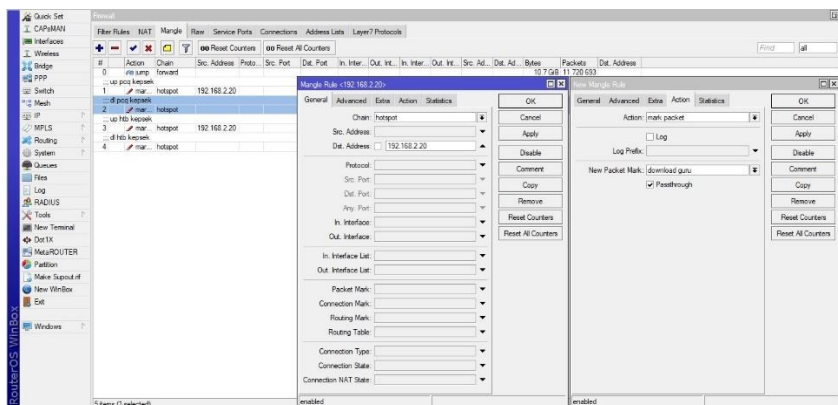 Quick Set
CAPsMAN
Interfaces
Wireless
Bridge
PPP
Switch
Mesh
IP
MPLS
Routing
System
Queues
Files
Log
RADIUS
Tools
New Terminal
Dot1X
MetaROUTER
Partition
Make Supout.rif
New WinBox
Exit
Windows
RouterOS WinBox
Firewall
Filter Rules NAT Mangle Raw Service Ports Connections Address Lists Layer7 Protocols
00 Reset Counters 00 Reset All Counters Find all
# Action Chain Src. Address Proto... Src. Port Dst. Port In. Inter... Out. Int... In. Inter... Out. Int... Src. Ad... Dst. Ad... Bytes Packets Dst. Address
0 jump forward 10.7 GiB 11 720 693
;;; up pcq kepsek
1 mar... hotspot 192.168.2.20
;;; dl pcq kepsek
2 mar... hotspot
;;; up htb kepsek
3 mar... hotspot 192.168.2.20
;;; dl htb kepsek
4 mar... hotspot
5 items (1 selected)
Mangle Rule <192.168.2.20>
General Advanced Extra Action Statistics
Chain: hotspot
Src. Address:
Dst. Address: 192.168.2.20
Protocol:
Src. Port:
Dst. Port:
Any. Port:
In. Interface:
Out. Interface:
In. Interface List:
Out. Interface List:
Packet Mark:
Connection Mark:
Routing Mark:
Routing Table:
Connection Type:
Connection State:
Connection NAT State:
OK
Cancel
Apply
Disable
Comment
Copy
Remove
Reset Counters
Reset All Counters
enabled
New Mangle Rule
General Advanced Extra Action Statistics
Action: mark packet
Log
Log Prefix:
New Packet Mark: download guru
Passthrough
OK
Cancel
Apply
Disable
Comment
Copy
Remove
Reset Counters
Reset All Counters
enabled